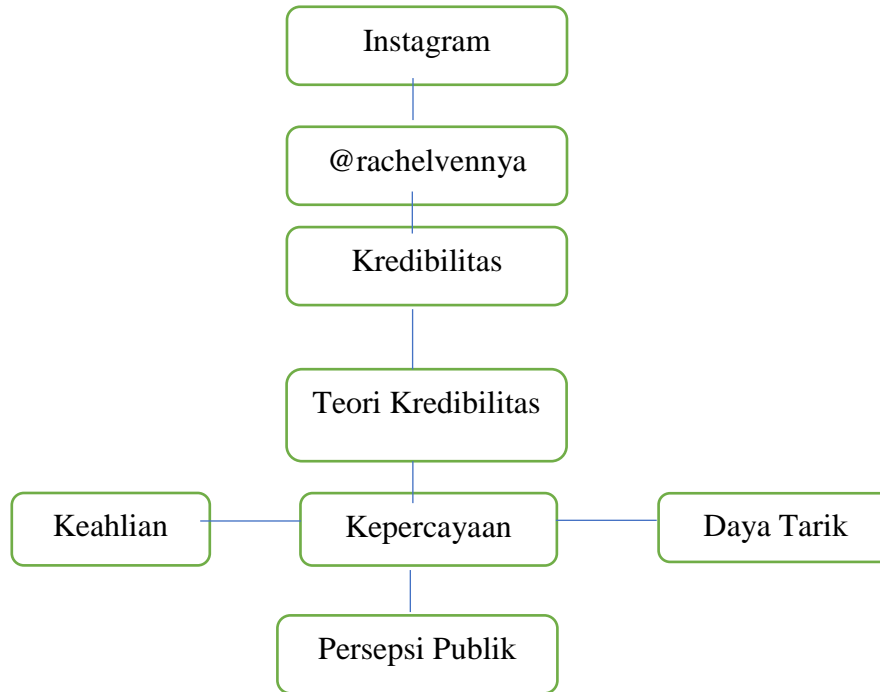 Instagram
@rachelvennya
Kredibilitas
Teori Kredibilitas
Keahlian
Kepercayaan
Daya Tarik
Persepsi Publik